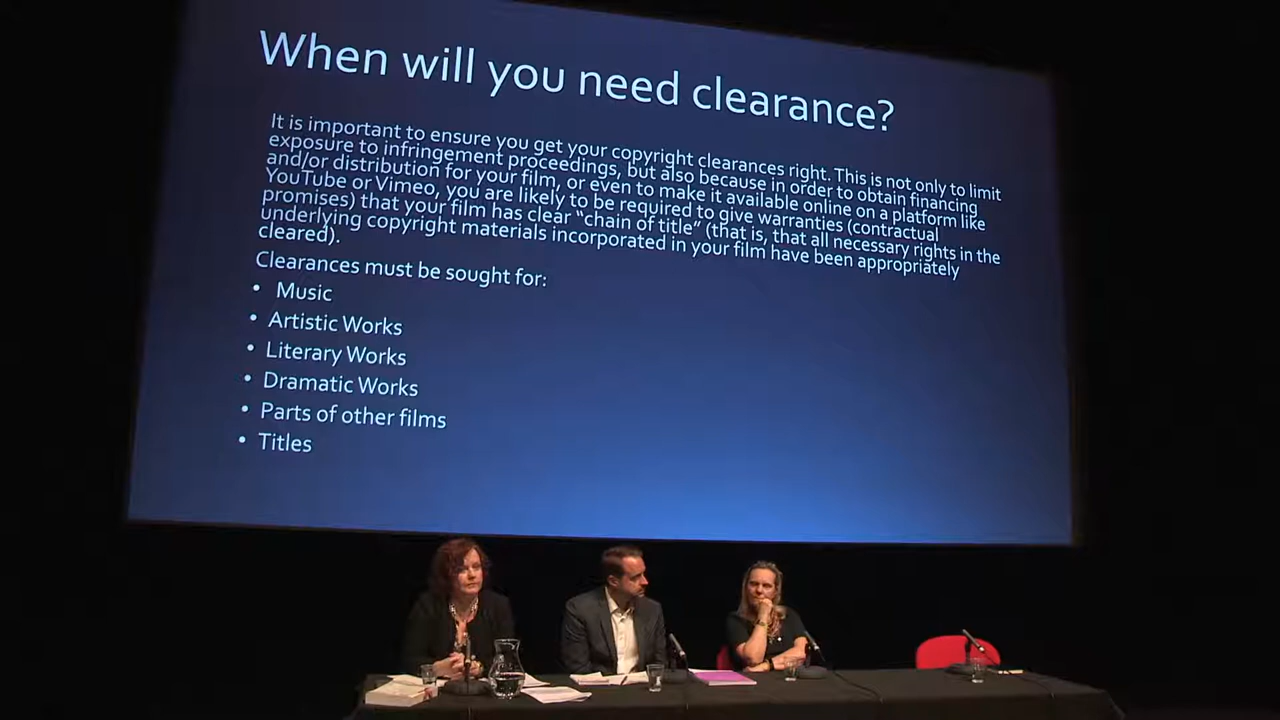 When will you need clearance?
It is important to ensure you get your copyright clearances right. This is not only to limit
exposure to infringement proceedings, but also because in order to obtain financing
and/or distribution for your film, or even to make it available online on a platform like
YouTube or Vimeo, you are likely to be required to give warranties (contractual
promises) that your film has clear “chain of title” (that is, that all necessary rights in the
underlying copyright materials incorporated in your film have been appropriately
cleared).
Clearances must be sought for:
• Music
• Artistic Works
• Literary Works
• Dramatic Works
• Parts of other films
• Titles